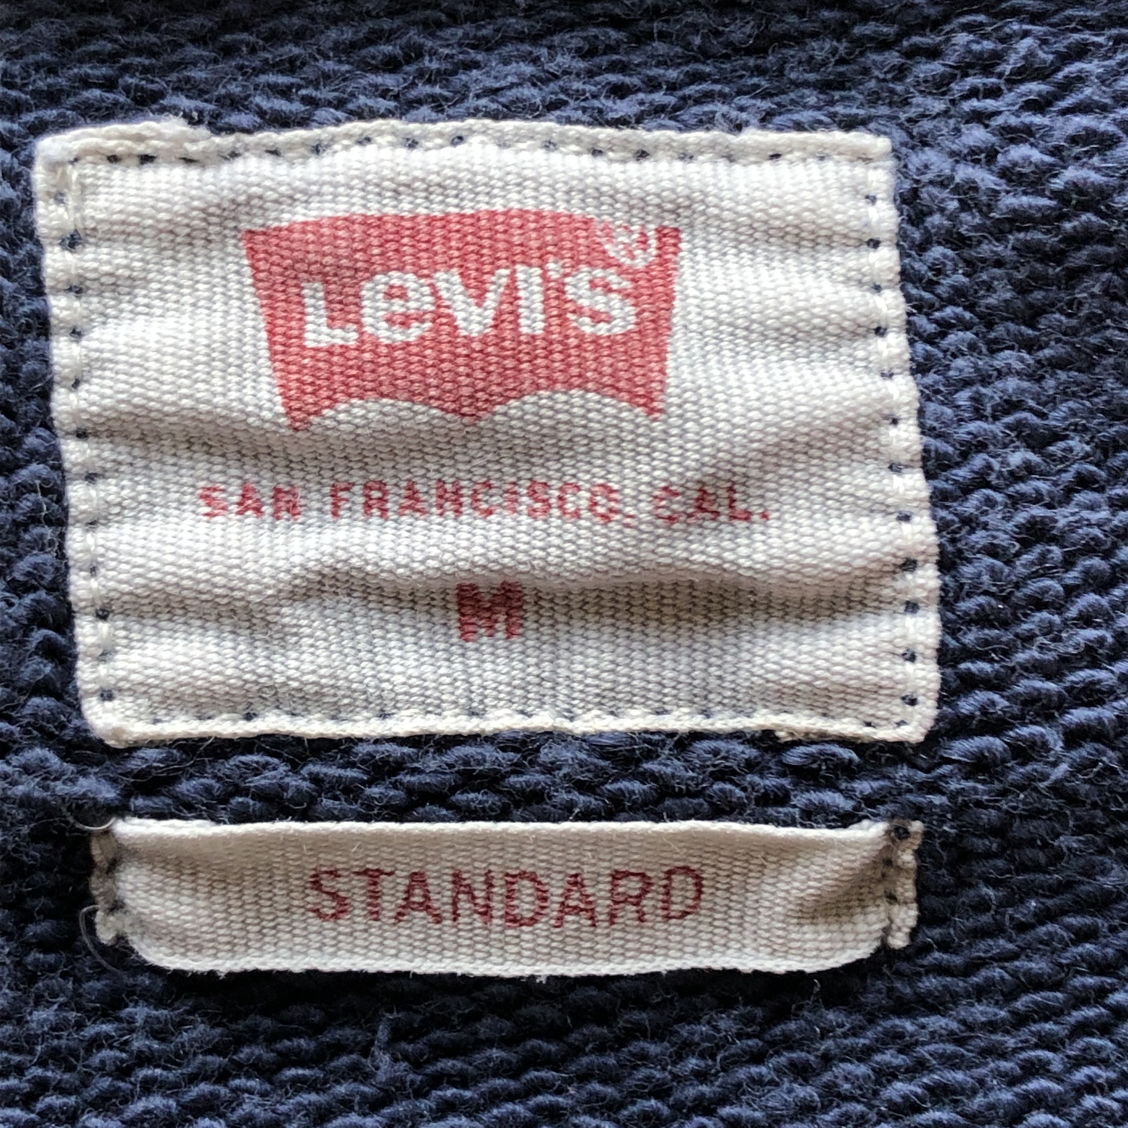 Levi's®
SAN FRANCISCO, CAL.
M
STANDARD